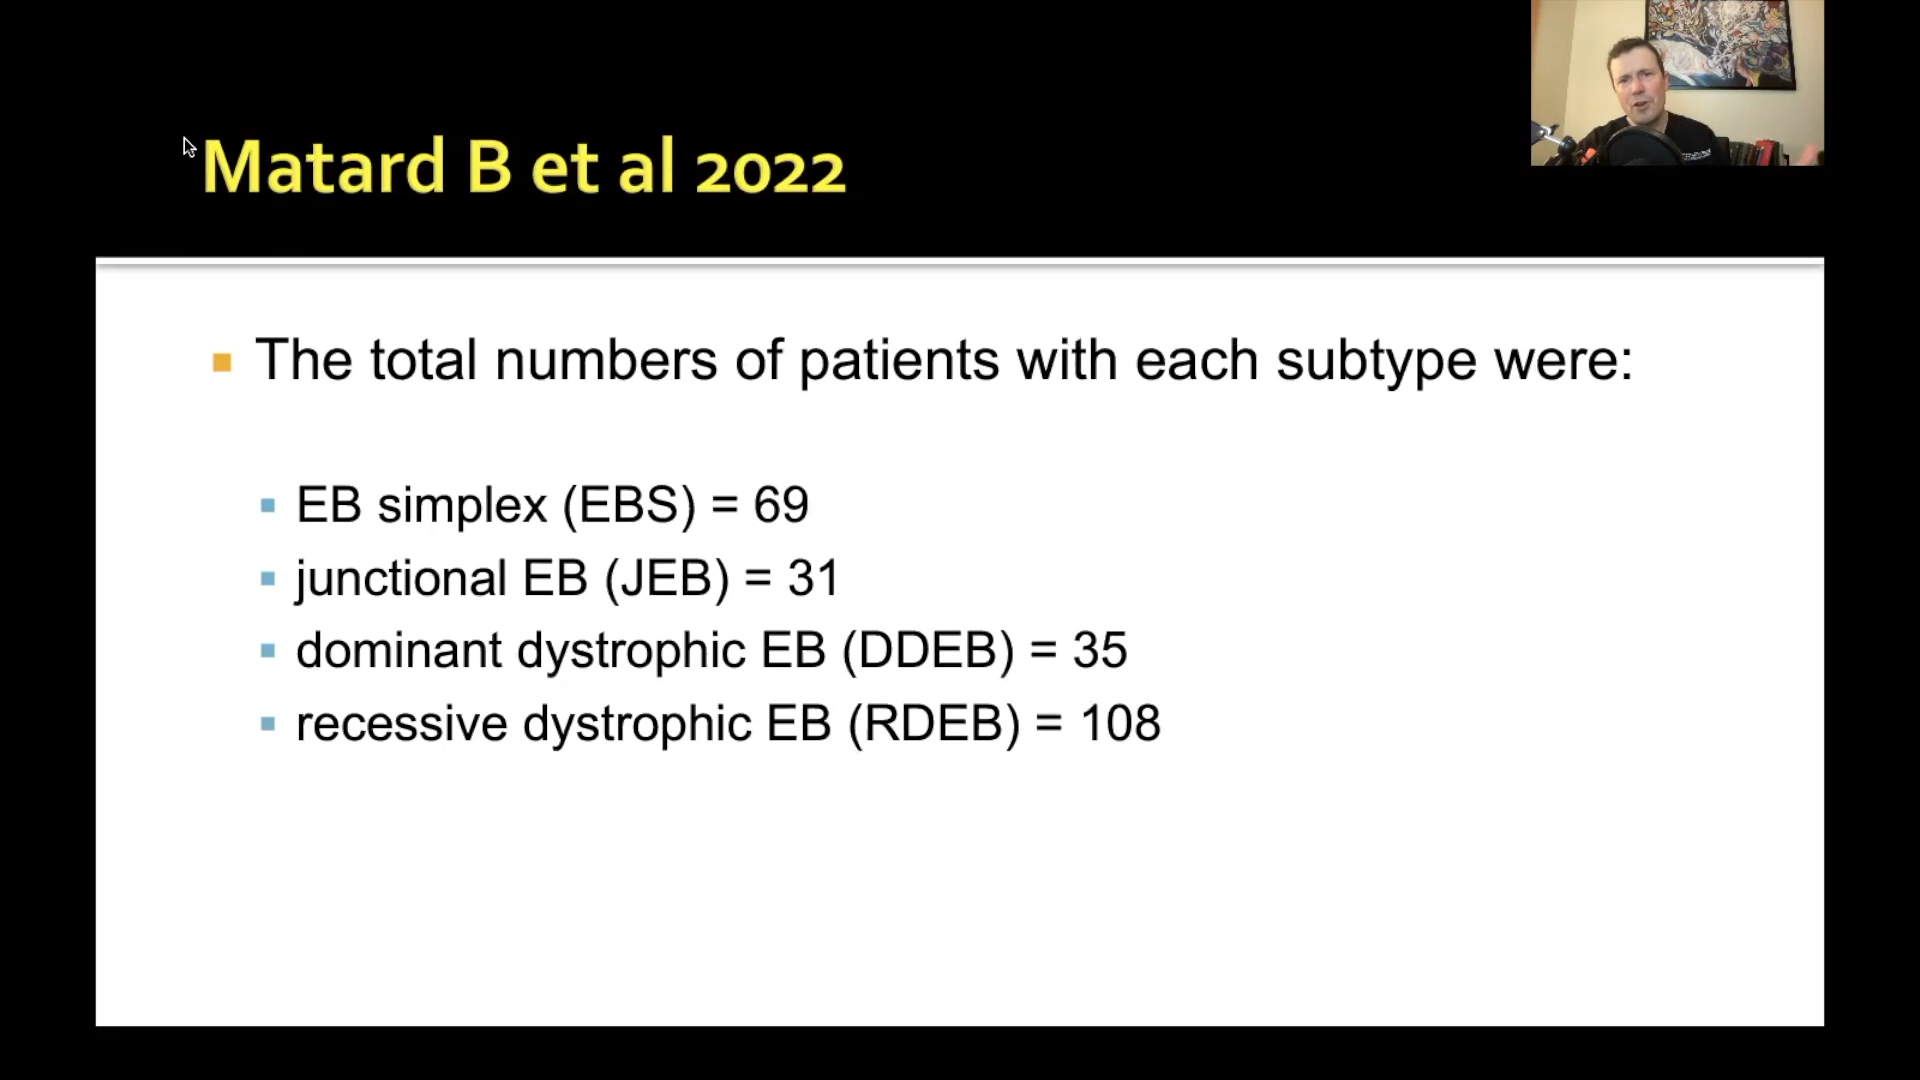 Matard B et al 2022
The total numbers of patients with each subtype were:
EB simplex (EBS) = 69
junctional EB (JEB) = 31
dominant dystrophic EB (DDEB) = 35
recessive dystrophic EB (RDEB) = 108